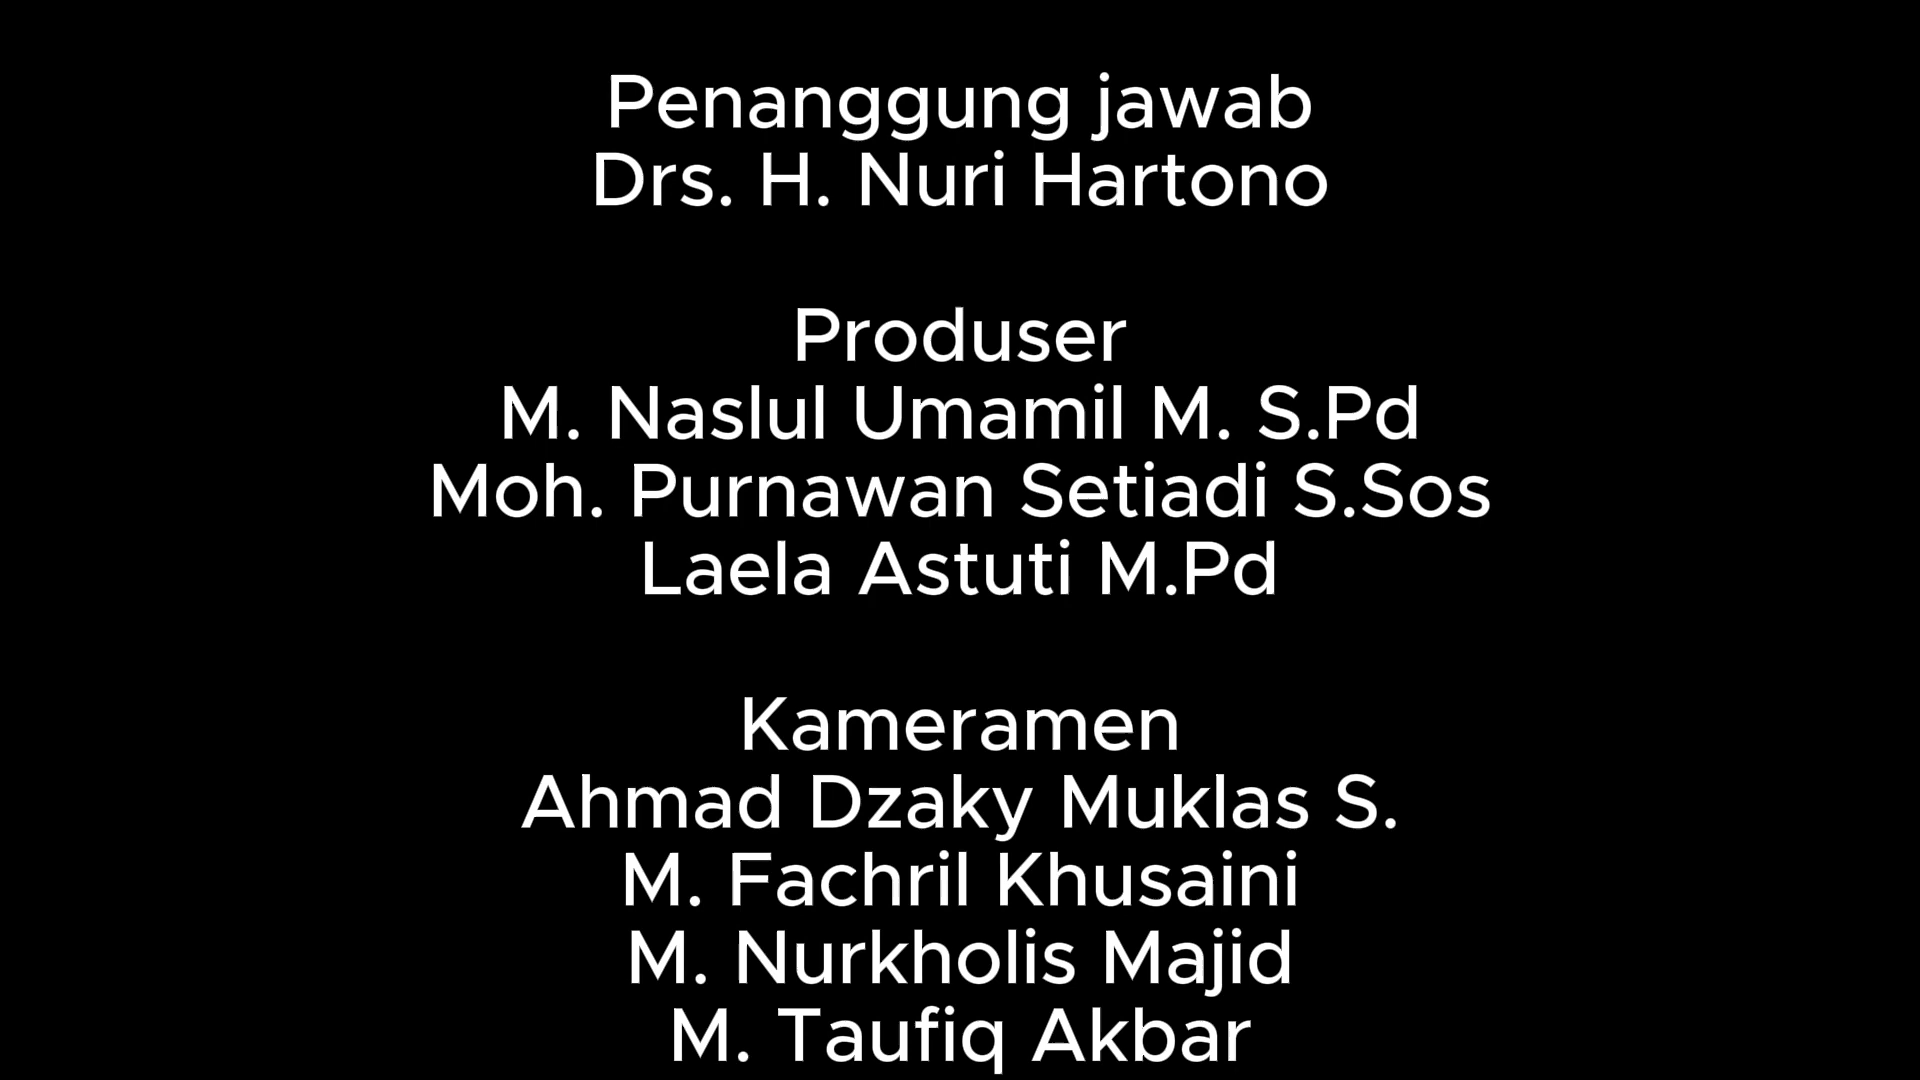 Penanggung jawab
Drs. H. Nuri Hartono
Produser
M. Naslul Umamil M. S.Pd
Moh. Purnawan Setiadi S.Sos
Laela Astuti M.Pd
Kameramen
Ahmad Dzaky Muklas S.
M. Fachril Khusaini
M. Nurkholis Majid
M. Taufiq Akbar